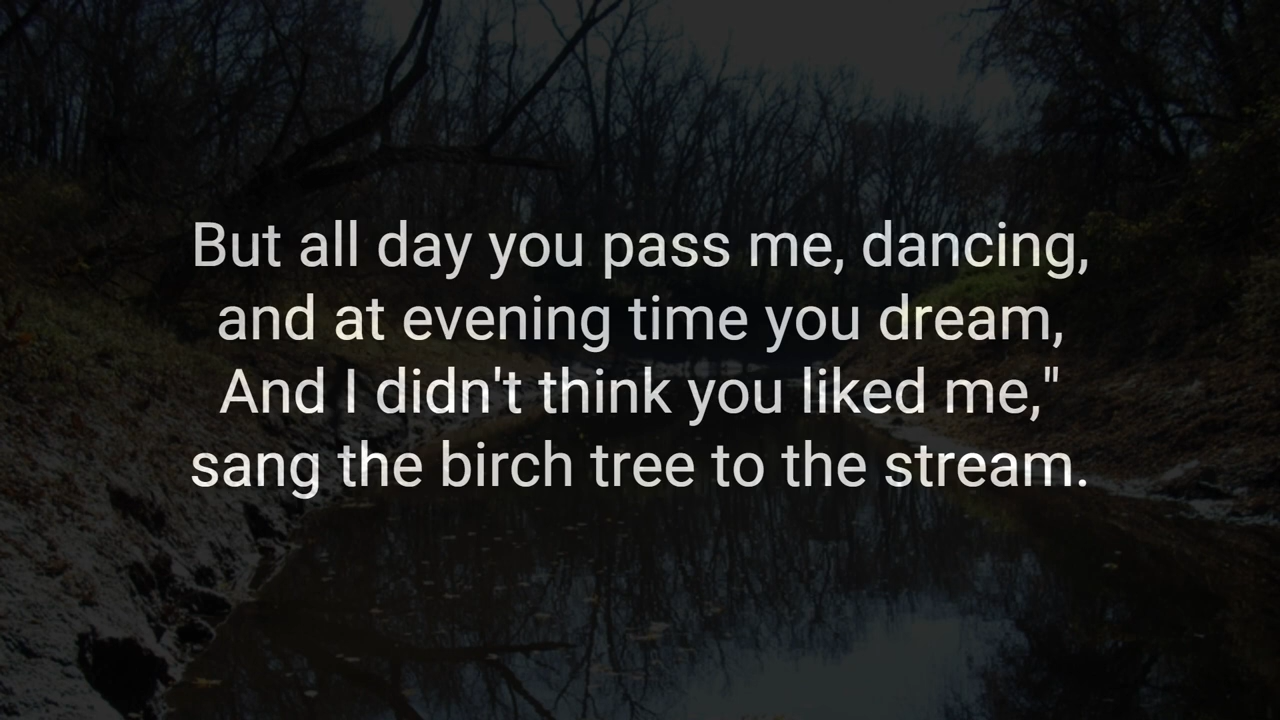 But all day you pass me, dancing,
and at evening time you dream,
And I didn't think you liked me,"
sang the birch tree to the stream.